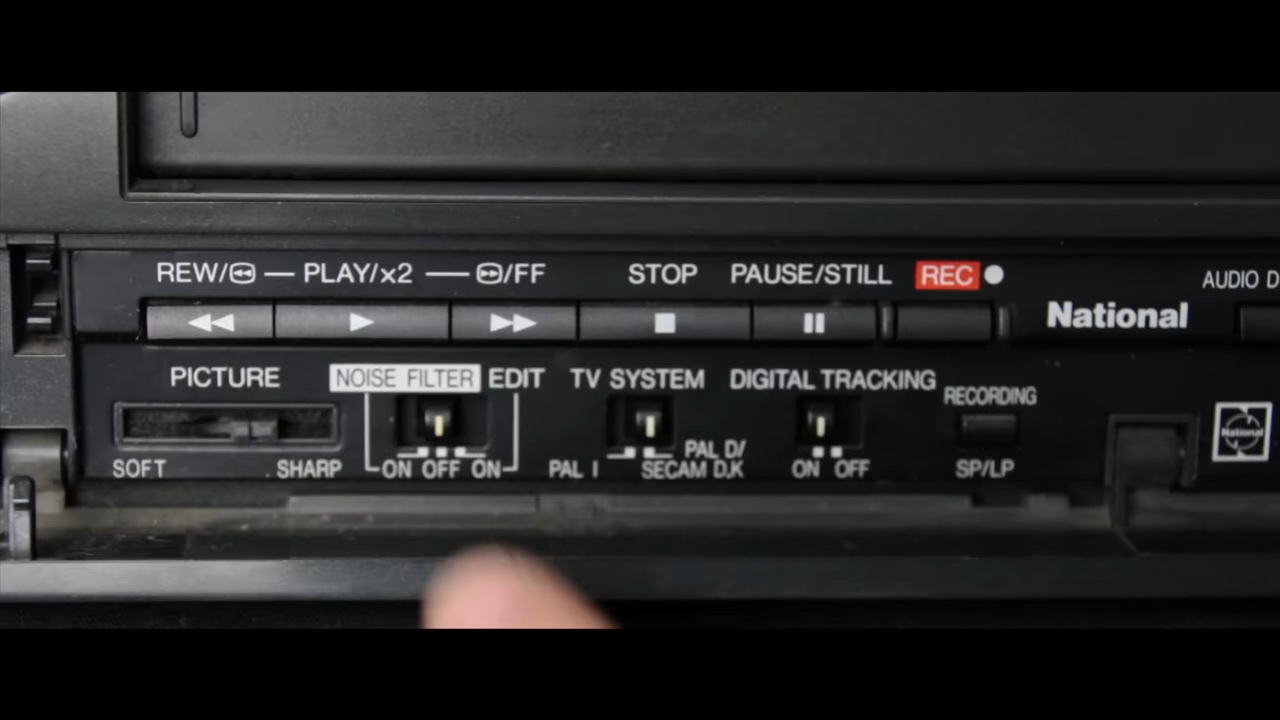 REW/ — PLAY/x2 — /FF STOP PAUSE/STILL REC
AUDIO D
National
PICTURE NOISE FILTER EDIT TV SYSTEM DIGITAL TRACKING
RECORDING
National
PAL D/
SOFT SHARP ON OFF ON PAL I SECAM D,K ON OFF SP/LP